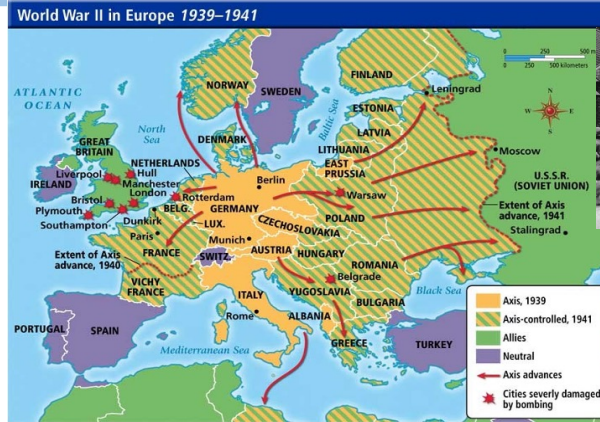 World War II in Europe 1939–1941
ATLANTIC
OCEAN
North
Sea
Baltic Sea
NORWAY
SWEDEN
FINLAND
Leningrad
ESTONIA
LATVIA
LITHUANIA
EAST
PRUSSIA
DENMARK
0 250 500 m
0 250 500 kilometers
N
W E
S
Moscow
U.S.S.R.
(SOVIET UNION)
GREAT
BRITAIN
IRELAND
Liverpool
Hull
Manchester
London
Bristol
Plymouth
Southampton
NETHERLANDS
Rotterdam
BELG.
Dunkirk
LUX.
Paris
FRANCE
Berlin
GERMANY
Warsaw
POLAND
CZECHOSLOVAKIA
Munich
AUSTRIA
SWITZ.
HUNGARY
ROMANIA
Extent of Axis
advance, 1941
Stalingrad
Extent of Axis
advance, 1940
VICHY
FRANCE
ITALY
Rome
YUGOSLAVIA
Belgrade
BULGARIA
ALBANIA
GREECE
Black Sea
TURKEY
PORTUGAL
SPAIN
Mediterranean Sea
Axis, 1939
Axis-controlled, 1941
Allies
Neutral
Axis advances
Cities severly damaged
by bombing